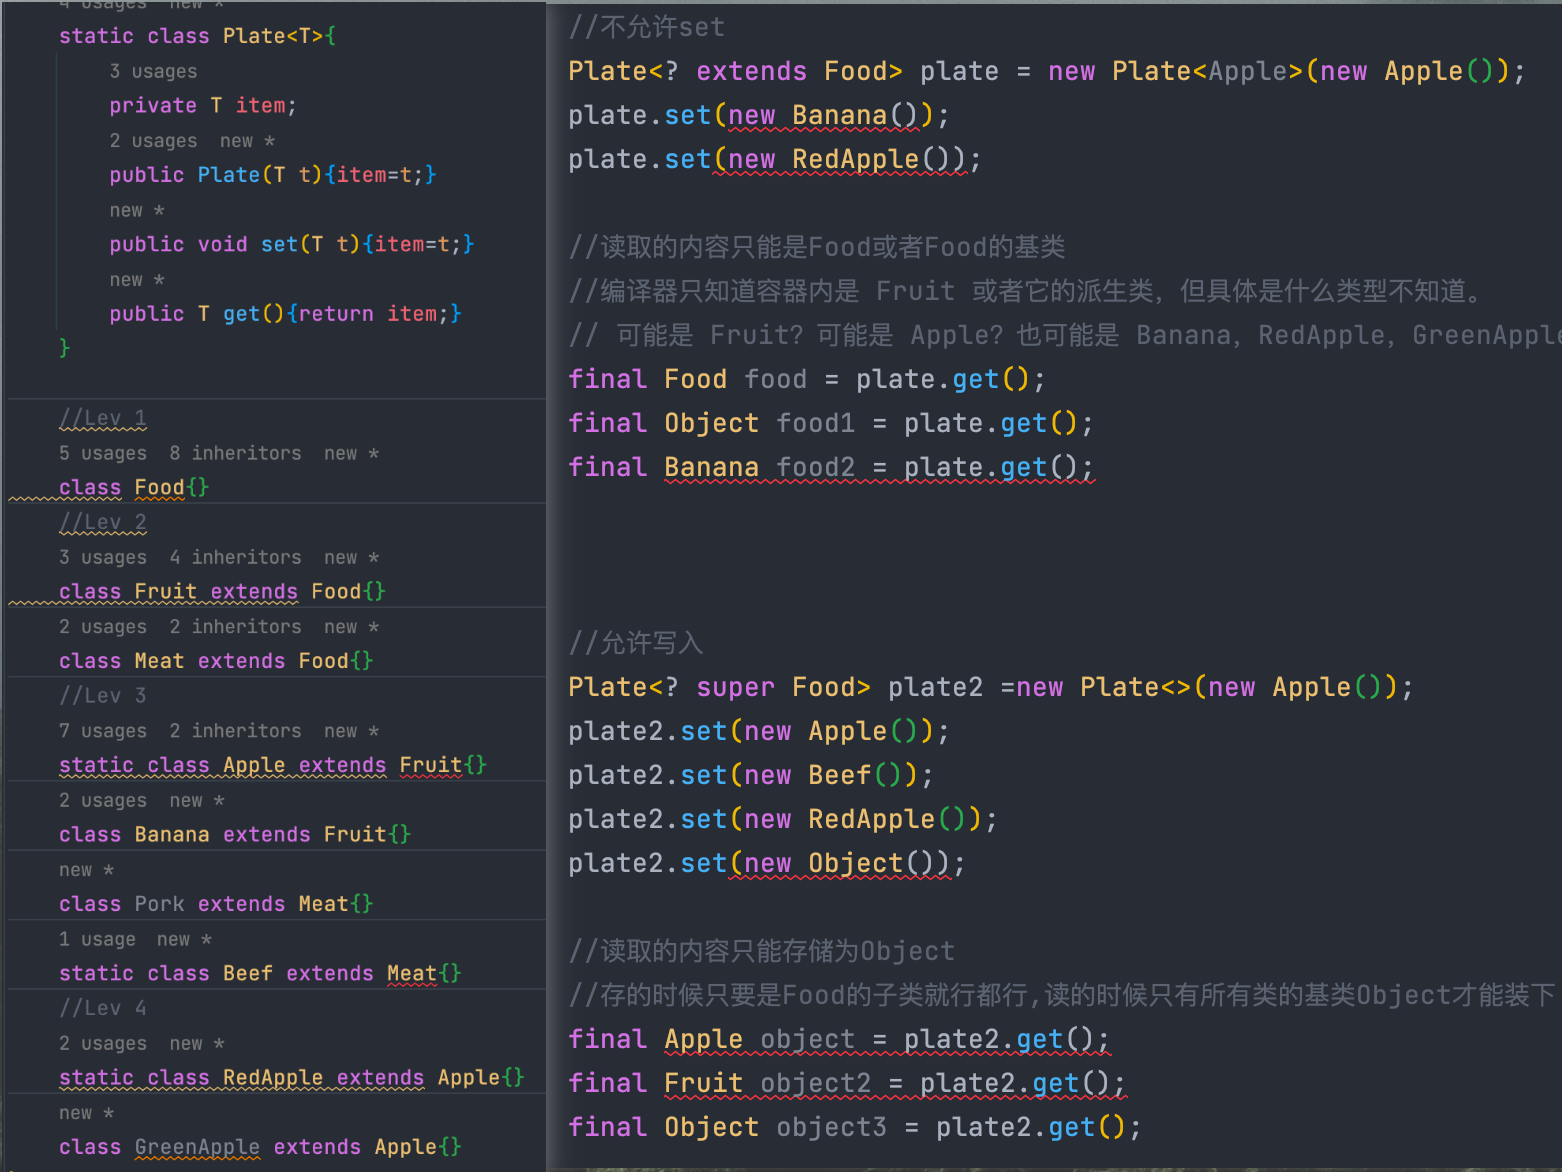 4 usages new *
static class Plate<T>{
3 usages
private T item;
2 usages new *
public Plate(T t){item=t;}
new *
public void set(T t){item=t;}
new *
public T get(){return item;}
}
//Lev 1
5 usages 8 inheritors new *
class Food{}
//Lev 2
3 usages 4 inheritors new *
class Fruit extends Food{}
2 usages 2 inheritors new *
class Meat extends Food{}
//Lev 3
7 usages 2 inheritors new *
static class Apple extends Fruit{}
2 usages new *
class Banana extends Fruit{}
new *
class Pork extends Meat{}
1 usage new *
static class Beef extends Meat{}
//Lev 4
2 usages new *
static class RedApple extends Apple{}
new *
class GreenApple extends Apple{}
//不允许set
Plate<? extends Food> plate = new Plate<Apple>(new Apple());
plate.set(new Banana());
plate.set(new RedApple());
//读取的内容只能是Food或者Food的基类
//编译器只知道容器内是 Fruit 或者它的派生类，但具体是什么类型不知道。
// 可能是 Fruit？可能是 Apple？也可能是 Banana，RedApple，GreenApple
final Food food = plate.get();
final Object food1 = plate.get();
final Banana food2 = plate.get();
//允许写入
Plate<? super Food> plate2 =new Plate<>(new Apple());
plate2.set(new Apple());
plate2.set(new Beef());
plate2.set(new RedApple());
plate2.set(new Object());
//读取的内容只能存储为Object
//存的时候只要是Food的子类就行都行,读的时候只有所有类的基类Object才能装下
final Apple object = plate2.get();
final Fruit object2 = plate2.get();
final Object object3 = plate2.get();